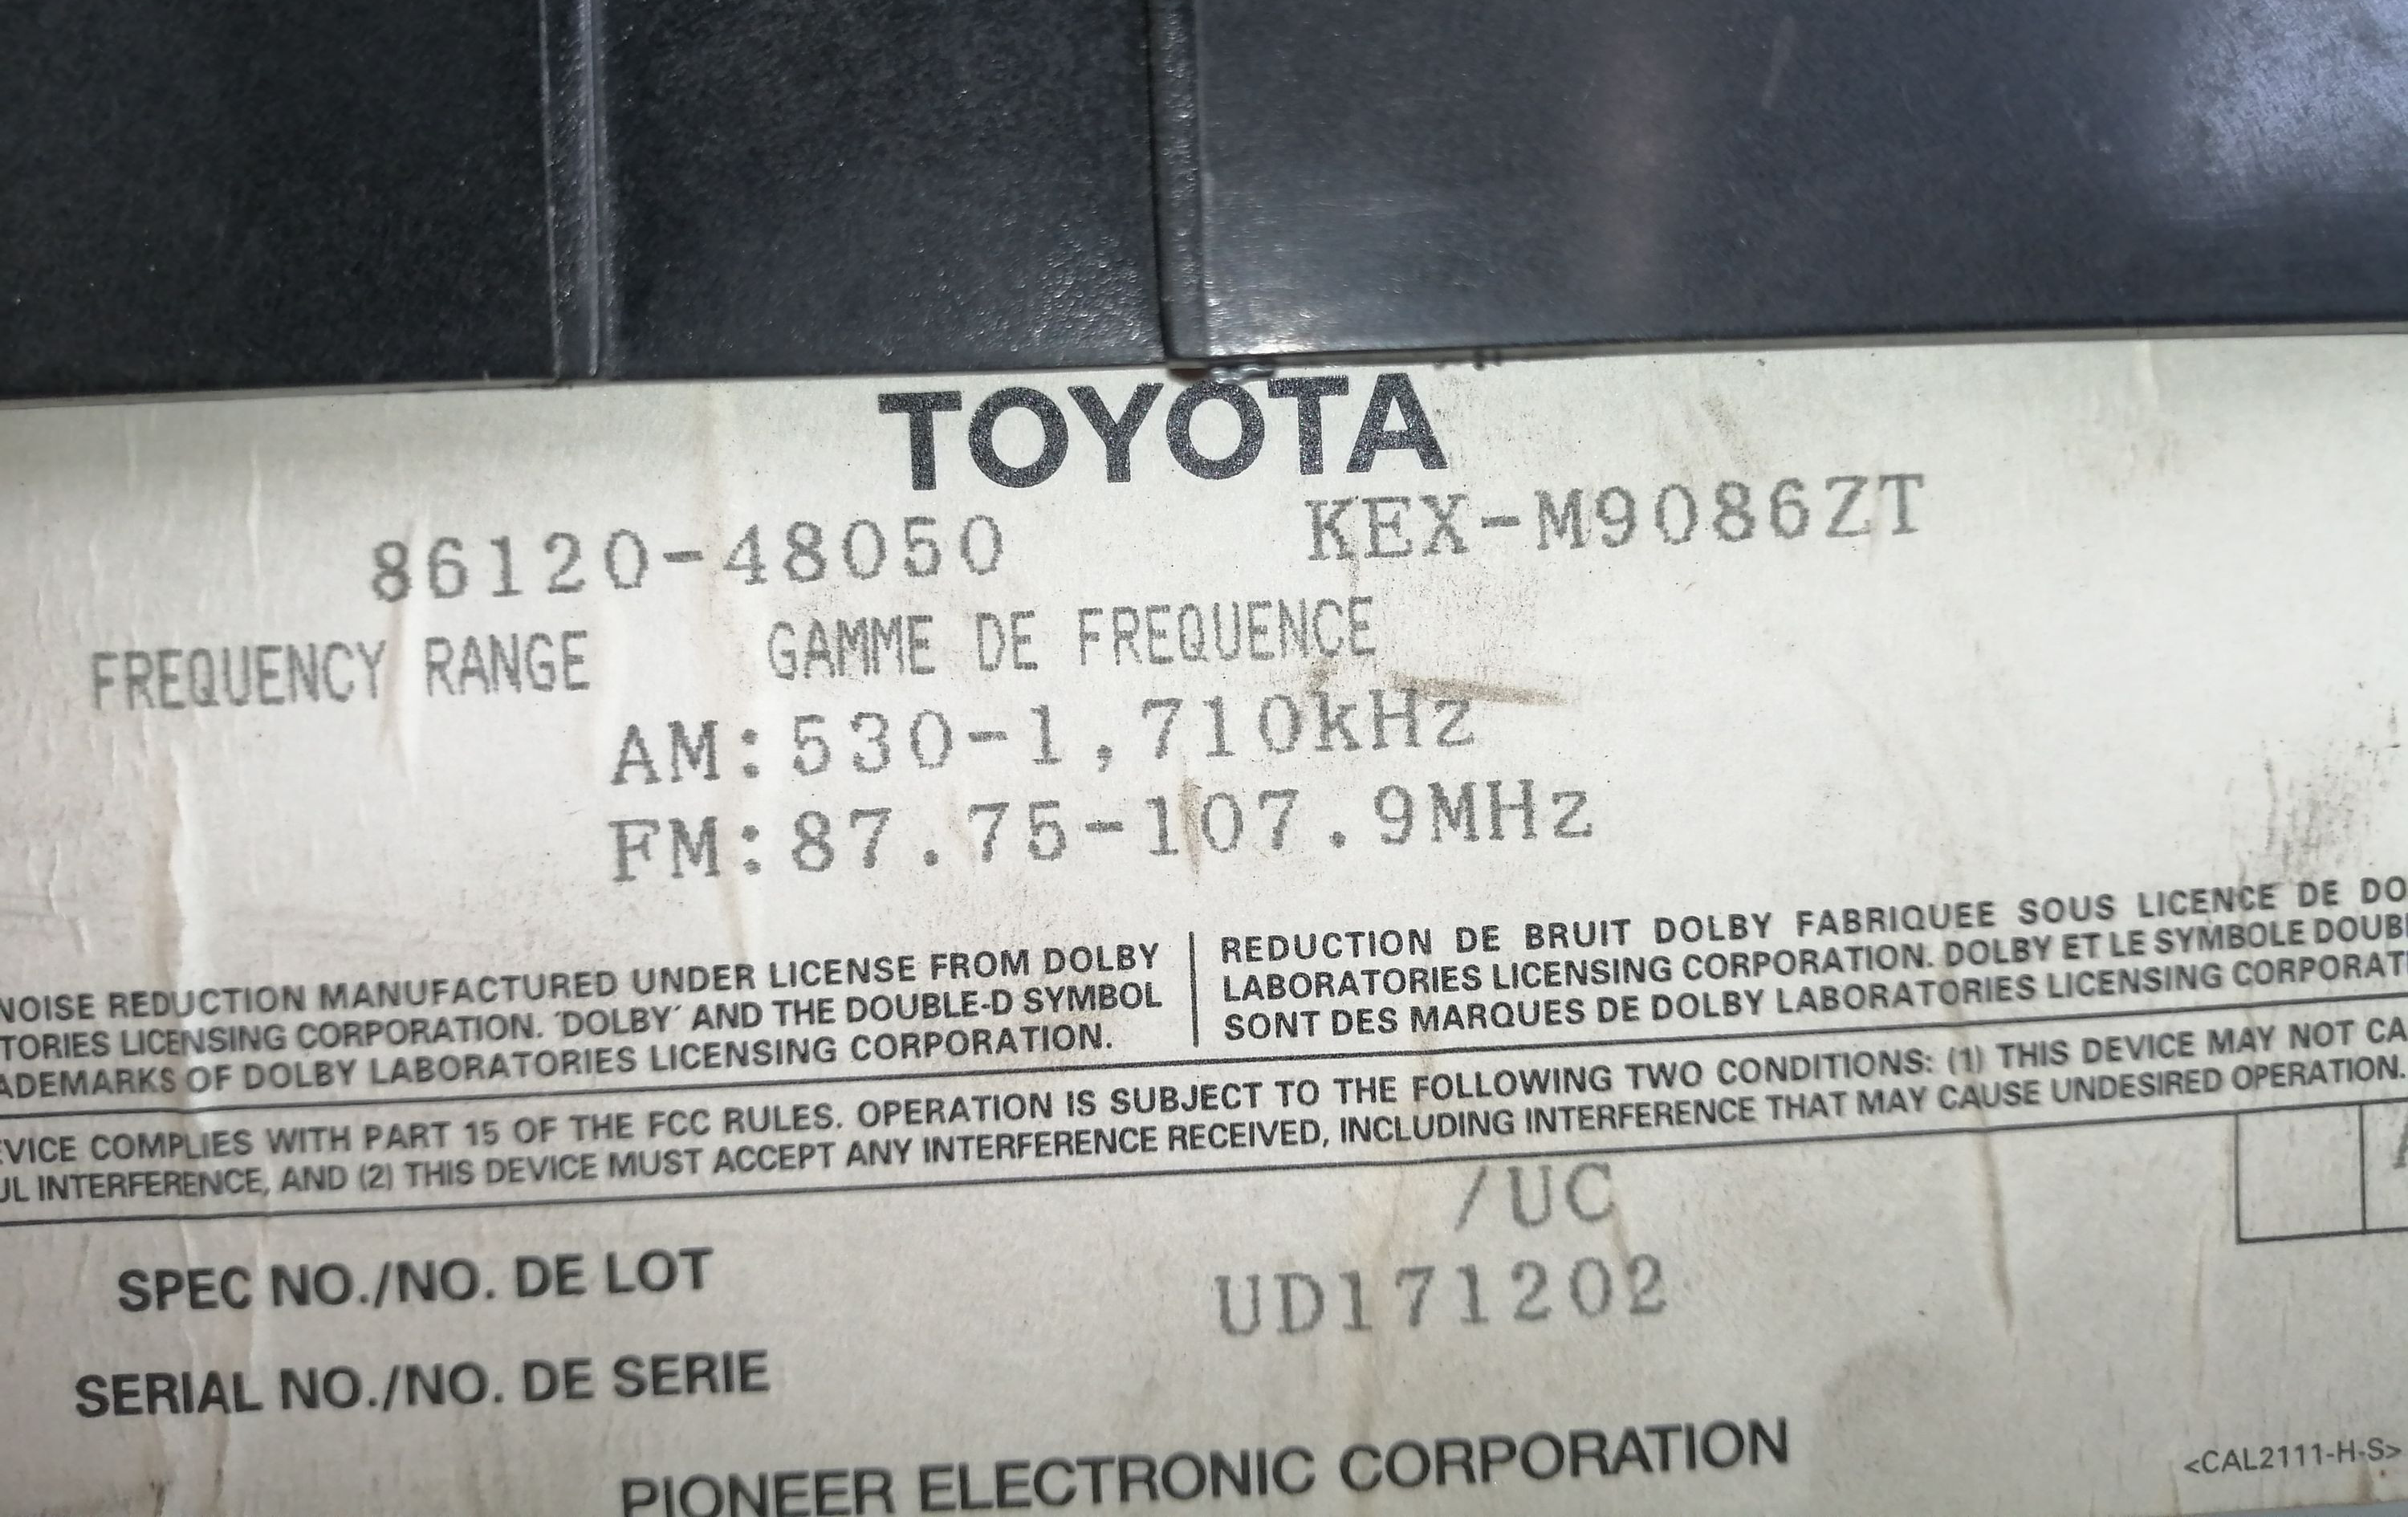 TOYOTA
86120-48050 KEX-M9086ZT
FREQUENCY RANGE GAMME DE FREQUENCE
AM:530-1,710kHz
FM:87.75-107.9MHz
NOISE REDUCTION MANUFACTURED UNDER LICENSE FROM DOLBY
TORIES LICENSING CORPORATION. ´DOLBY´ AND THE DOUBLE-D SYMBOL
ADEMARKS OF DOLBY LABORATORIES LICENSING CORPORATION.
REDUCTION DE BRUIT DOLBY FABRIQUEE SOUS LICENCE DE DO
LABORATORIES LICENSING CORPORATION. DOLBY ET LE SYMBOLE DOUB
SONT DES MARQUES DE DOLBY LABORATORIES LICENSING CORPORAT
EVICE COMPLIES WITH PART 15 OF THE FCC RULES. OPERATION IS SUBJECT TO THE FOLLOWING TWO CONDITIONS: (1) THIS DEVICE MAY NOT CA
UL INTERFERENCE, AND (2) THIS DEVICE MUST ACCEPT ANY INTERFERENCE RECEIVED, INCLUDING INTERFERENCE THAT MAY CAUSE UNDESIRED OPERATION.
SPEC NO./NO. DE LOT /UC
SERIAL NO./NO. DE SERIE UD171202
PIONEER ELECTRONIC CORPORATION
<CAL2111-H-S>